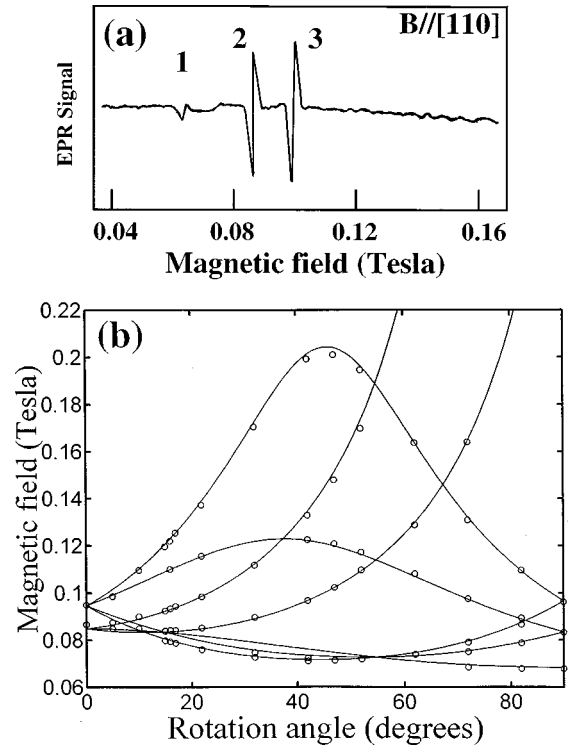 (a)
B//[110]
1 2 3
EPR Signal
0.04 0.08 0.12 0.16
Magnetic field (Tesla)
(b)
0.22
0.2
0.18
0.16
0.14
0.12
0.1
0.08
0.06
Magnetic field (Tesla)
0 20 40 60 80
Rotation angle (degrees)